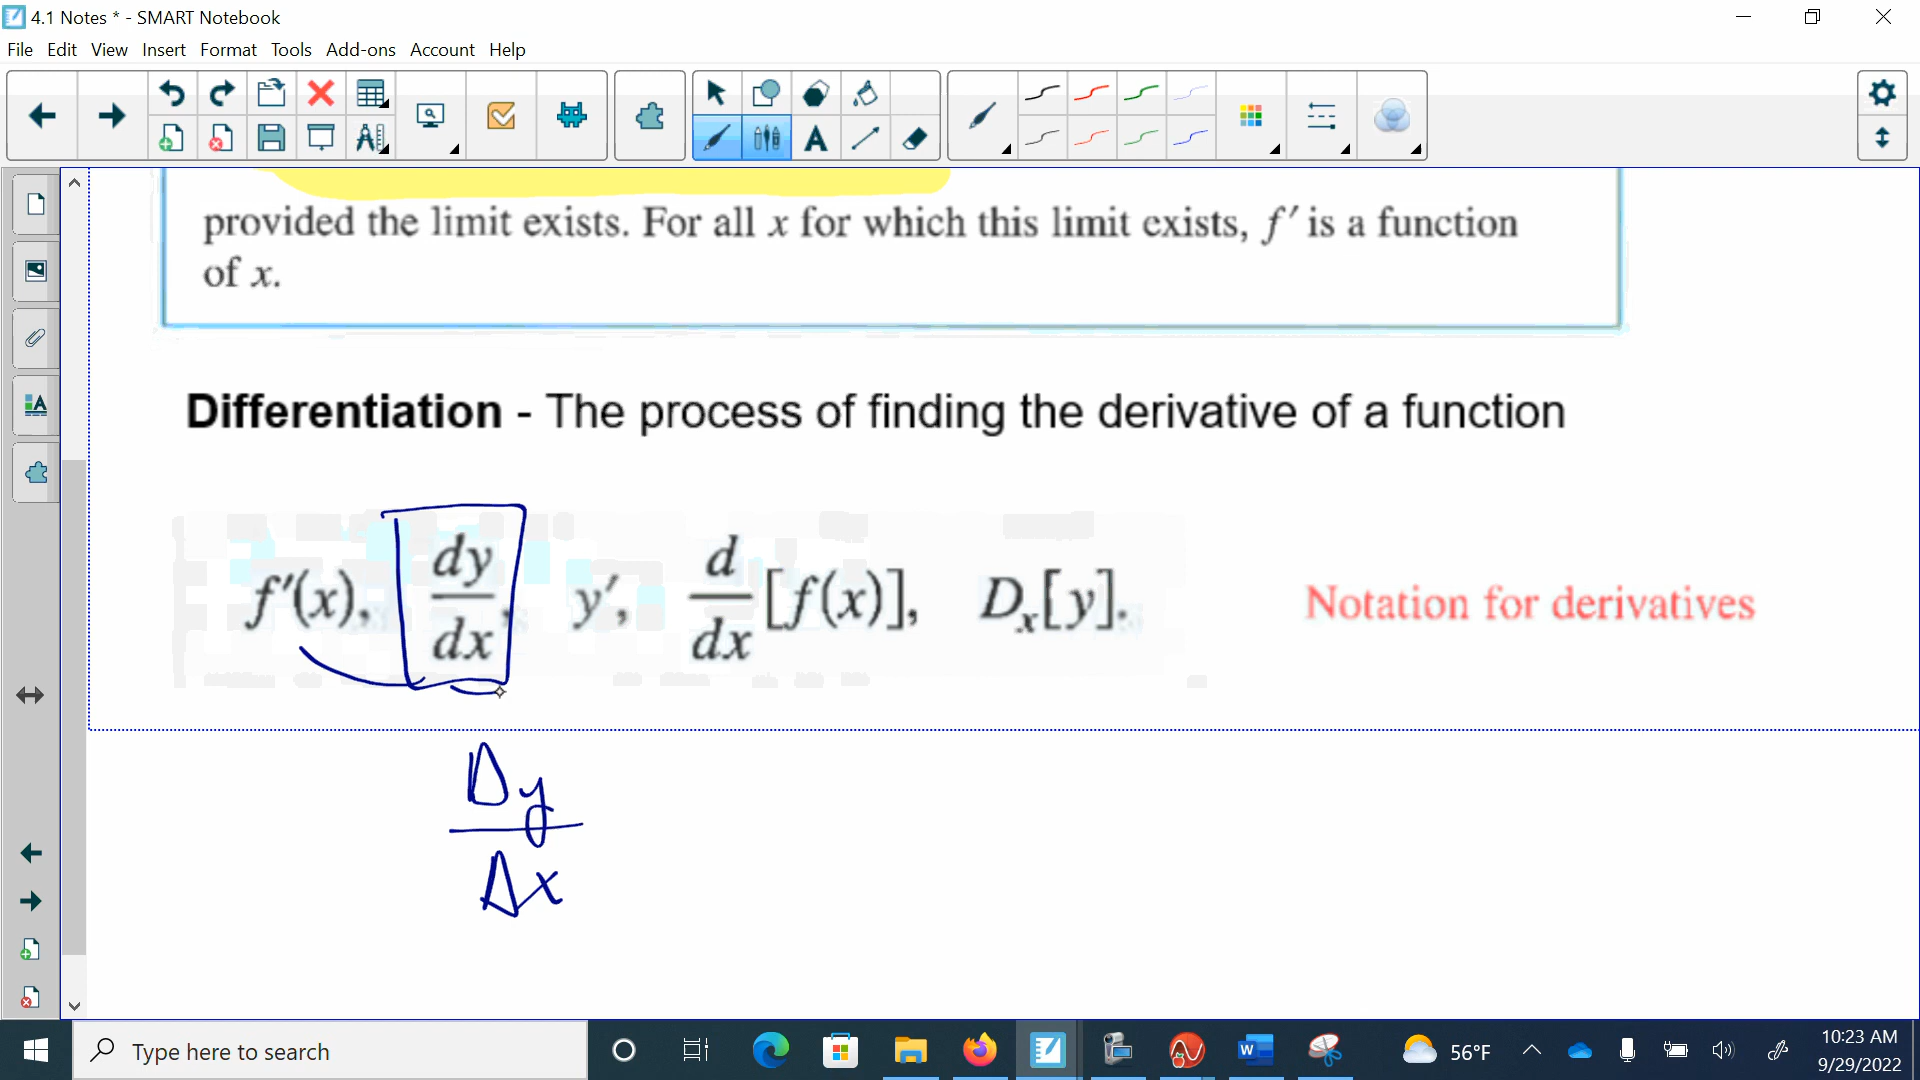 4.1 Notes * - SMART Notebook
File Edit View Insert Format Tools Add-ons Account Help
provided the limit exists. For all x for which this limit exists, f′ is a function
of x.
Differentiation - The process of finding the derivative of a function
f′(x), dy/dx, y′, d/dx [f(x)], Dₓ[y]. Notation for derivatives
Δy
Δx
Type here to search
56°F
10:23 AM
9/29/2022